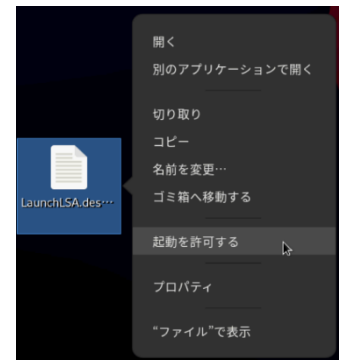 開く
別のアプリケーションで開く
切り取り
コピー
名前を変更…
ゴミ箱へ移動する
LaunchLSA.des…
起動を許可する
プロパティ
“ファイル”で表示